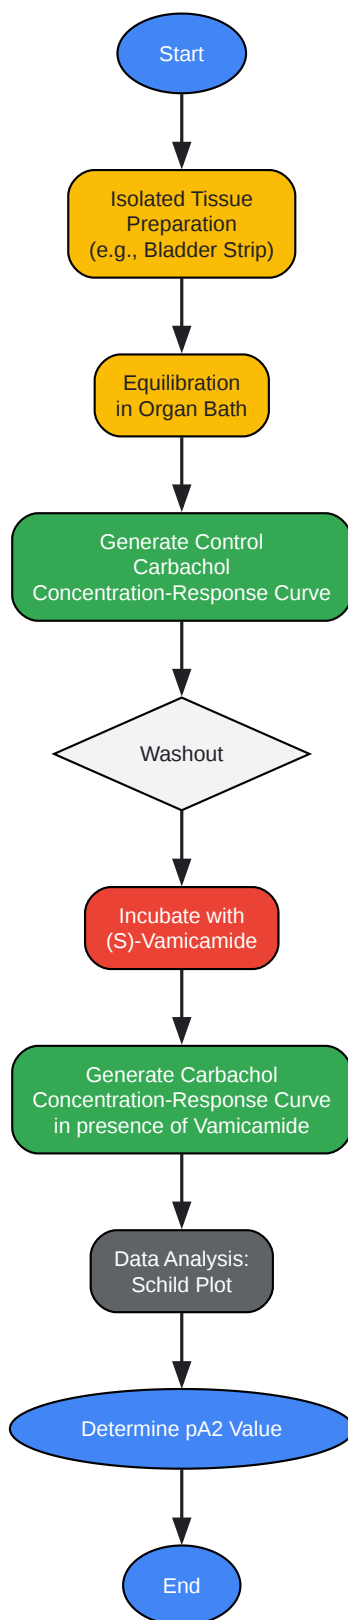 Start
Isolated Tissue
Preparation
(e.g., Bladder Strip)
Equilibration
in Organ Bath
Generate Control
Carbachol
Concentration-Response Curve
Washout
Incubate with
(S)-Vamicamide
Generate Carbachol
Concentration-Response Curve
in presence of Vamicamide
Data Analysis:
Schild Plot
Determine pA2 Value
End